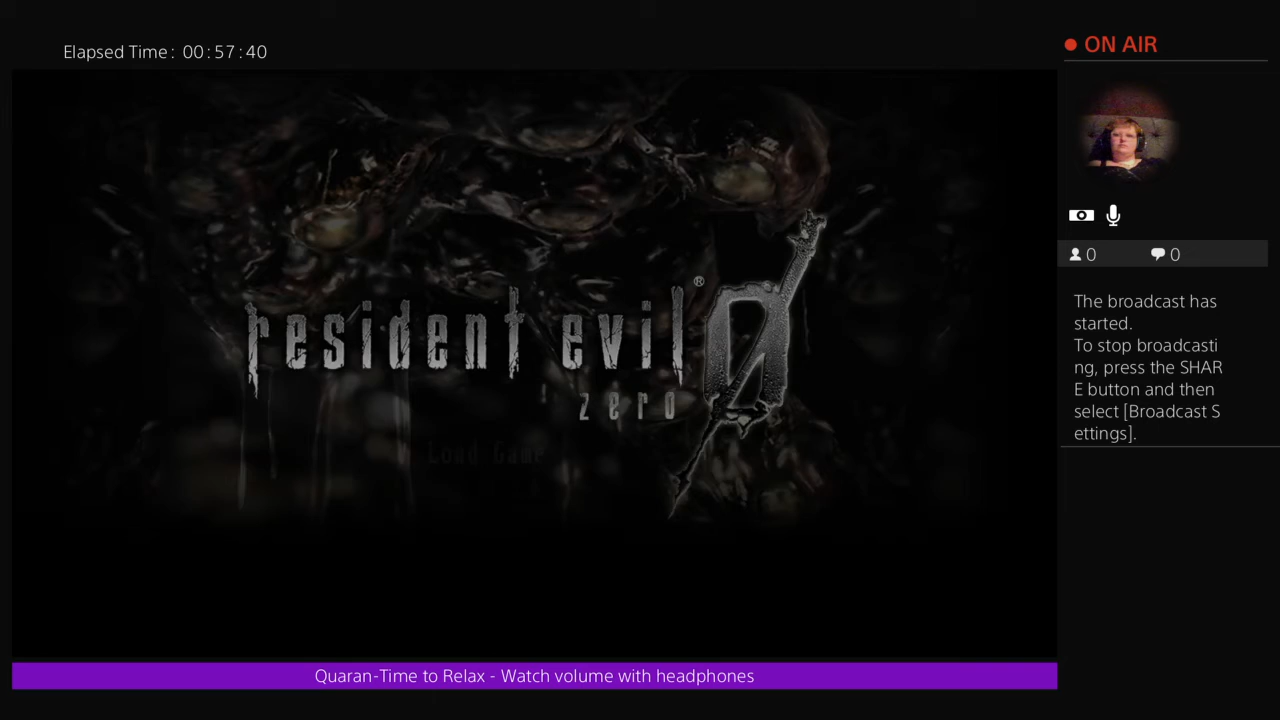 Elapsed Time: 00:57:40
ON AIR
0 0
The broadcast has
started.
To stop broadcasti
ng, press the SHAR
E button and then
select [Broadcast S
ettings].
resident evil® 0
zero
Load Game
Quaran-Time to Relax - Watch volume with headphones